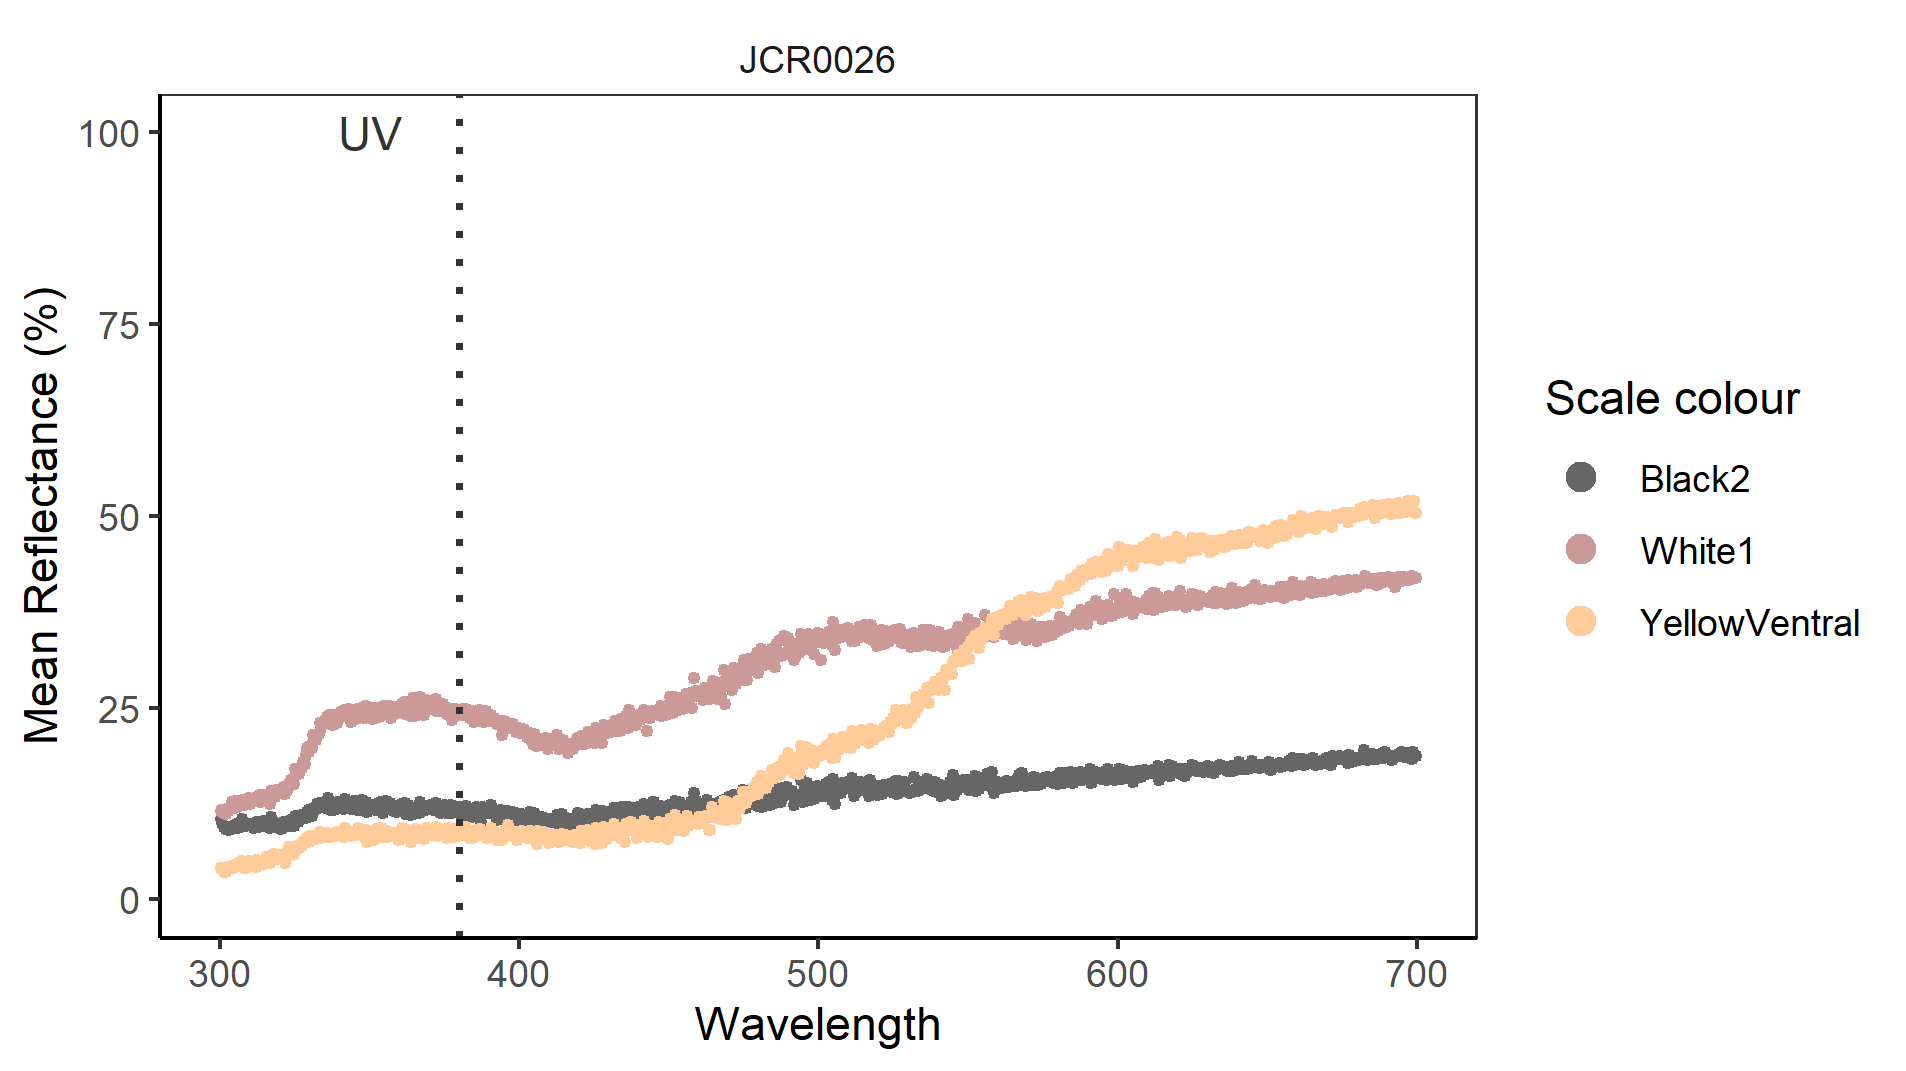 JCR0026
UV
100
75
50
25
0
Mean Reflectance (%)
300 400 500 600 700
Wavelength
Scale colour
Black2
White1
YellowVentral